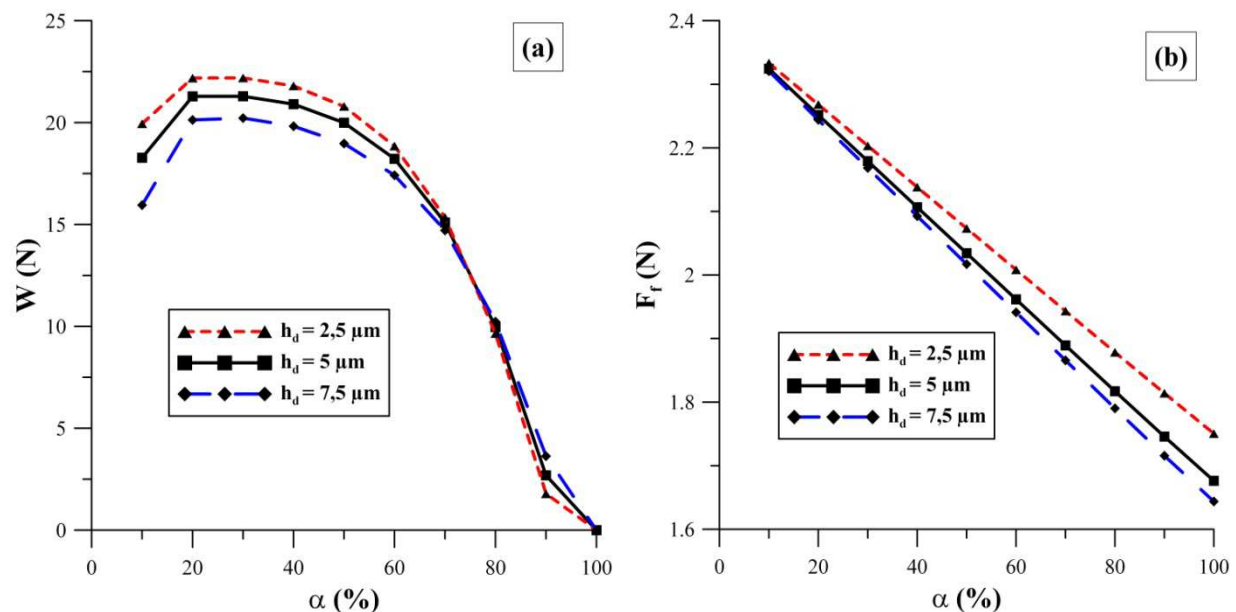 (a)
W (N)
25
20
15
10
5
0
h_d = 2,5 µm
h_d = 5 µm
h_d = 7,5 µm
0 20 40 60 80 100
α (%)
(b)
F_f (N)
2.4
2.2
2
1.8
1.6
h_d = 2,5 µm
h_d = 5 µm
h_d = 7,5 µm
0 20 40 60 80 100
α (%)